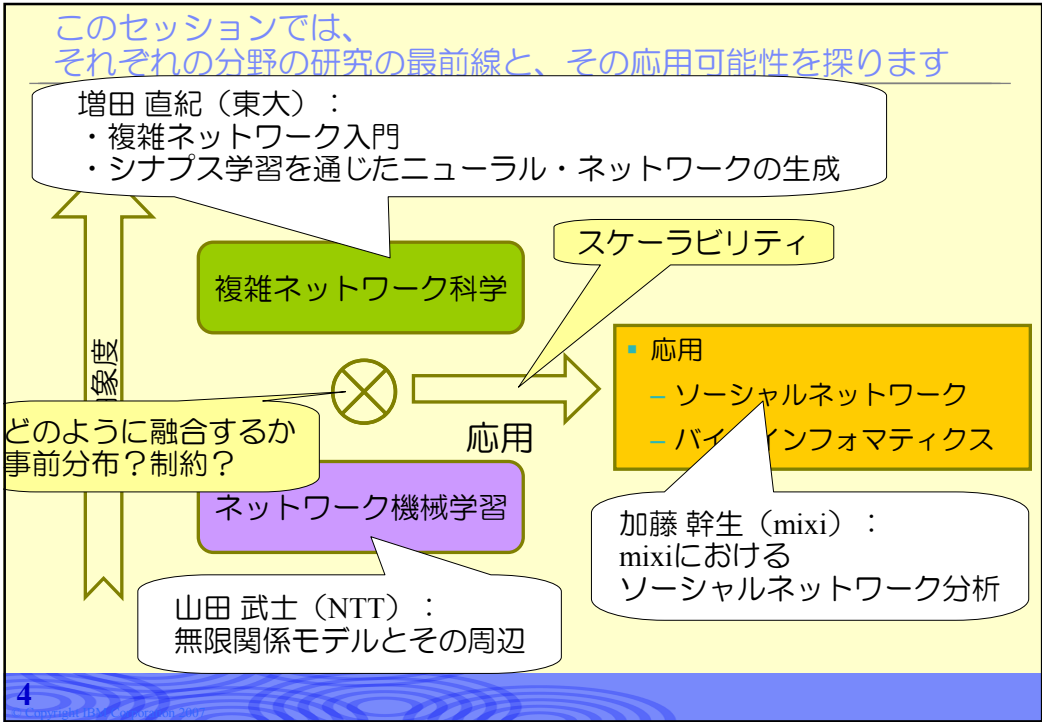 このセッションでは、
それぞれの分野の研究の最前線と、その応用可能性を探ります
増田 直紀（東大）：
・複雑ネットワーク入門
・シナプス学習を通じたニューラル・ネットワークの生成
スケーラビリティ
複雑ネットワーク科学
象度
▪ 応用
– ソーシャルネットワーク
– バイオインフォマティクス
どのように融合するか
事前分布？制約？
応用
ネットワーク機械学習
加藤 幹生（mixi）：
mixiにおける
ソーシャルネットワーク分析
山田 武士（NTT）：
無限関係モデルとその周辺
4
© Copyright IBM Corporation 2007